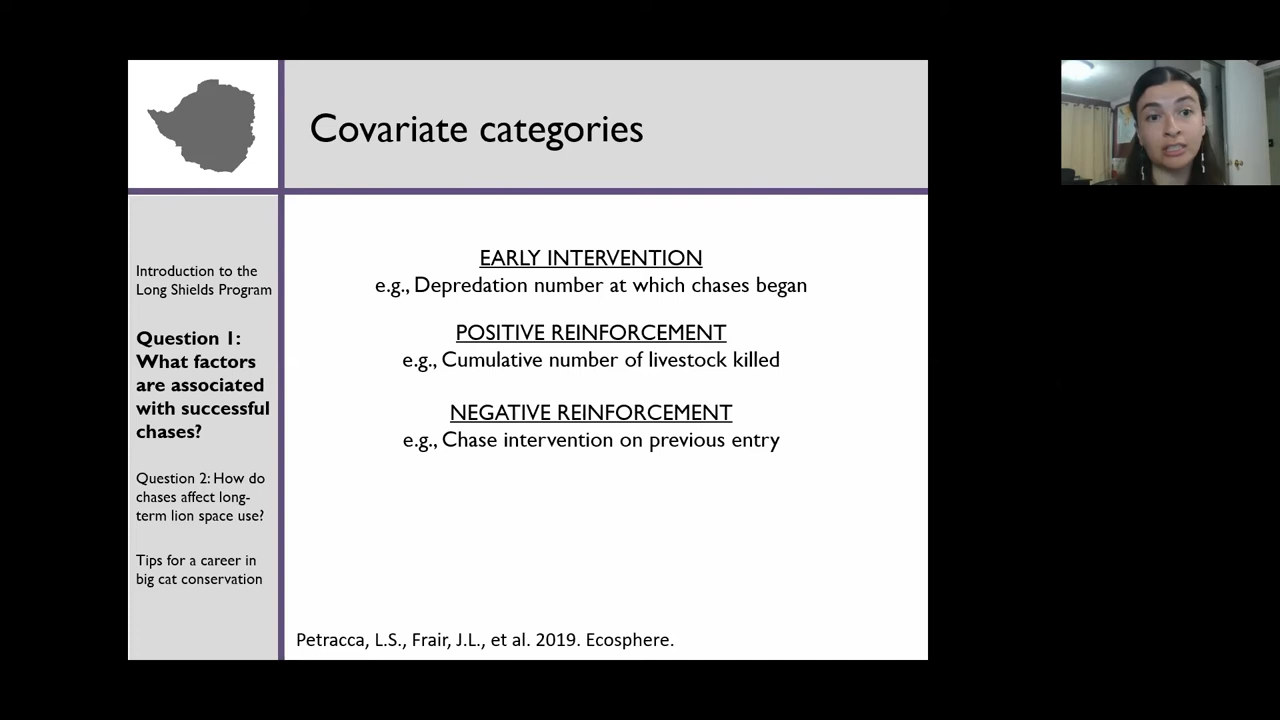 Covariate categories
Introduction to the
Long Shields Program
Question 1:
What factors
are associated
with successful
chases?
Question 2: How do
chases affect long-
term lion space use?
Tips for a career in
big cat conservation
EARLY INTERVENTION
e.g., Depredation number at which chases began
POSITIVE REINFORCEMENT
e.g., Cumulative number of livestock killed
NEGATIVE REINFORCEMENT
e.g., Chase intervention on previous entry
Petracca, L.S., Frair, J.L., et al. 2019. Ecosphere.